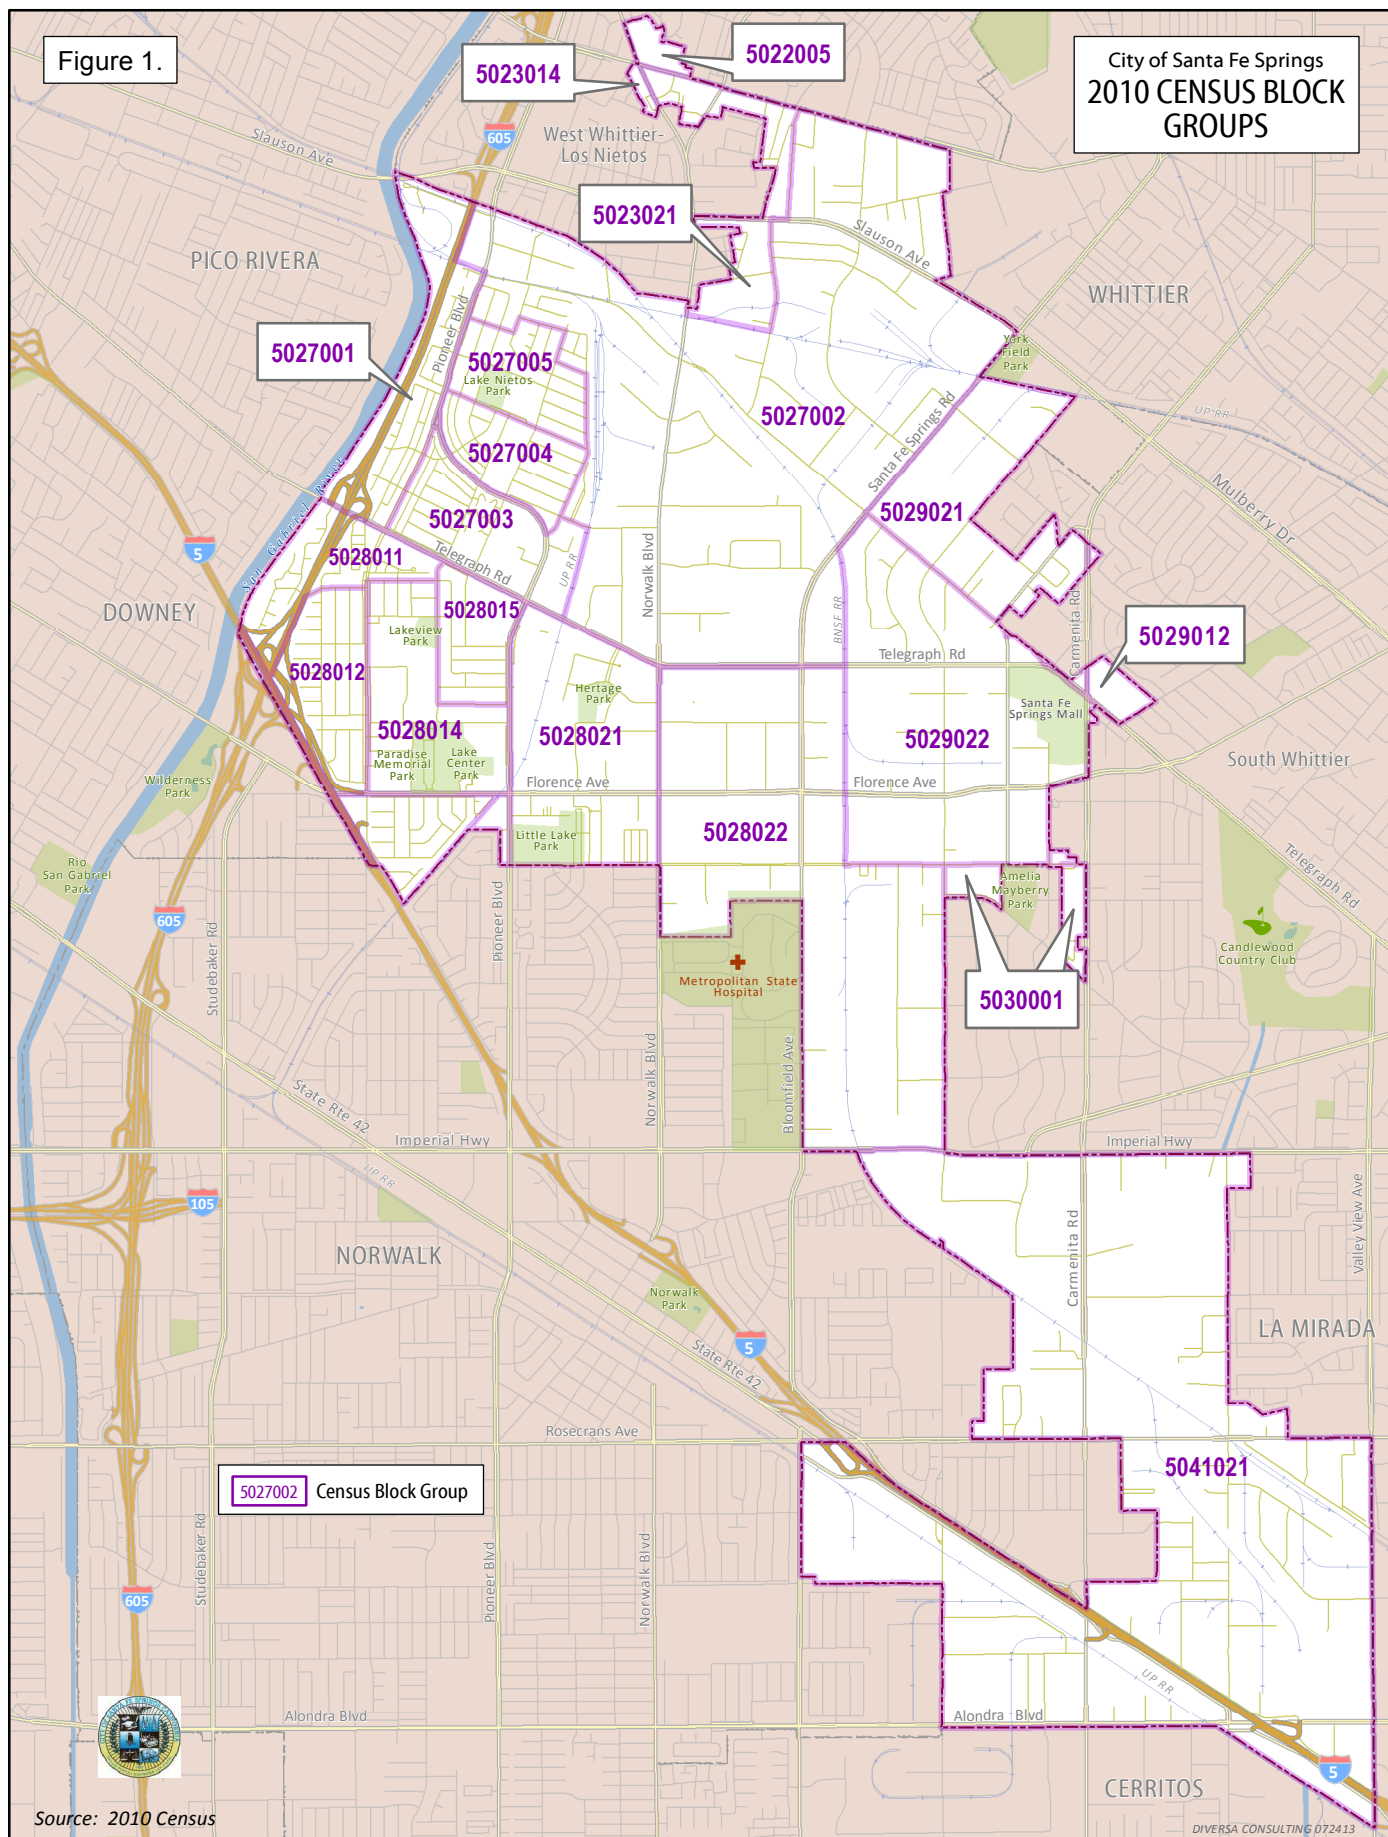 Figure 1.
City of Santa Fe Springs
2010 CENSUS BLOCK
GROUPS
5022005
5023014
605
West Whittier-
Los Nietos
Slauson Ave
5023021
Slauson Ave
PICO RIVERA
WHITTIER
Pioneer Blvd
5027001
5027005
Lake Nietos
Park
York
Field
Park
5027002
UP RR
Santa Fe Springs Rd
5027004
Mulberry Dr
San Gabriel River
5027003
5029021
5
5028011
Telegraph Rd
UP RR
Norwalk Blvd
BNSF RR
DOWNEY
5028015
Lakeview
Park
Carmenita Rd
5029012
Telegraph Rd
5028012
Hertage
Park
Santa Fe
Springs Mall
5028014
5028021
5029022
Paradise
Memorial
Park
Lake
Center
Park
South Whittier
Wilderness
Park
Florence Ave
Florence Ave
5028022
Little Lake
Park
Rio
San Gabriel
Park
Amelia
Mayberry
Park
Telegraph Rd
605
Studebaker Rd
Pioneer Blvd
Candlewood
Country Club
Metropolitan State
Hospital
5030001
Norwalk Blvd
Bloomfield Ave
State Rte 42
Imperial Hwy
Imperial Hwy
UP RR
105
Valley View Ave
NORWALK
Carmenita Rd
Norwalk
Park
LA MIRADA
5
State Rte 42
Rosecrans Ave
5041021
5027002 Census Block Group
Studebaker Rd
Pioneer Blvd
Norwalk Blvd
605
UP RR
Alondra Blvd
Alondra Blvd
5
CERRITOS
Source: 2010 Census
DIVERSA CONSULTING 072413